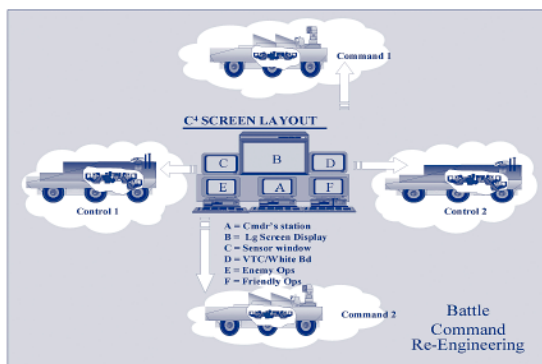 Command 1
C⁴ SCREEN LAYOUT
C
B
D
E
A
F
Control 1
Control 2
A = Cmdr's station
B = Lg Screen Display
C = Sensor window
D = VTC/White Bd
E = Enemy Ops
F = Friendly Ops
Command 2
Battle
Command
Re-Engineering